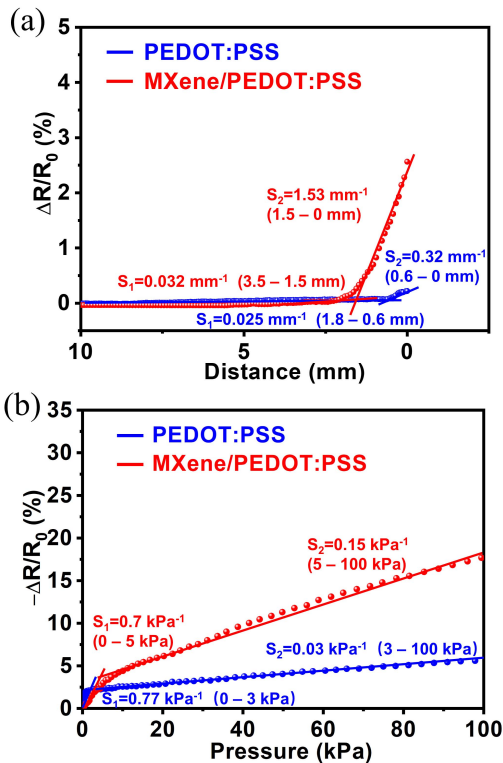 (a)
5
4
3
2
1
0
ΔR/R₀ (%)
PEDOT:PSS
MXene/PEDOT:PSS
S₂=1.53 mm⁻¹
(1.5 – 0 mm)
S₂=0.32 mm⁻¹
(0.6 – 0 mm)
S₁=0.032 mm⁻¹ (3.5 – 1.5 mm)
S₁=0.025 mm⁻¹ (1.8 – 0.6 mm)
10 5 0
Distance (mm)
(b)
35
30
25
20
15
10
5
0
−ΔR/R₀ (%)
PEDOT:PSS
MXene/PEDOT:PSS
S₂=0.15 kPa⁻¹
(5 – 100 kPa)
S₁=0.7 kPa⁻¹
(0 – 5 kPa)
S₂=0.03 kPa⁻¹ (3 – 100 kPa)
S₁=0.77 kPa⁻¹ (0 – 3 kPa)
0 20 40 60 80 100
Pressure (kPa)